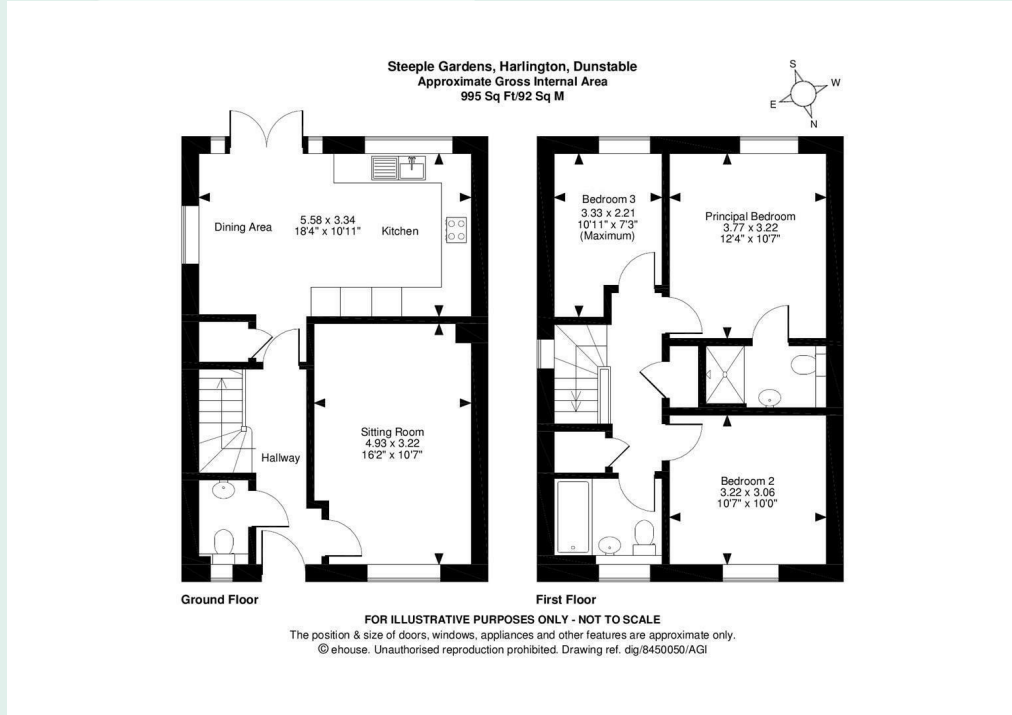 Steeple Gardens, Harlington, Dunstable
Approximate Gross Internal Area
995 Sq Ft/92 Sq M
S
W
E
N
Dining Area
5.58 x 3.34
18'4" x 10'11"
Kitchen
Sitting Room
4.93 x 3.22
16'2" x 10'7"
Hallway
Ground Floor
Bedroom 3
3.33 x 2.21
10'11" x 7'3"
(Maximum)
Principal Bedroom
3.77 x 3.22
12'4" x 10'7"
Bedroom 2
3.22 x 3.06
10'7" x 10'0"
First Floor
FOR ILLUSTRATIVE PURPOSES ONLY - NOT TO SCALE
The position & size of doors, windows, appliances and other features are approximate only.
© ehouse. Unauthorised reproduction prohibited. Drawing ref. dig/8450050/AGI